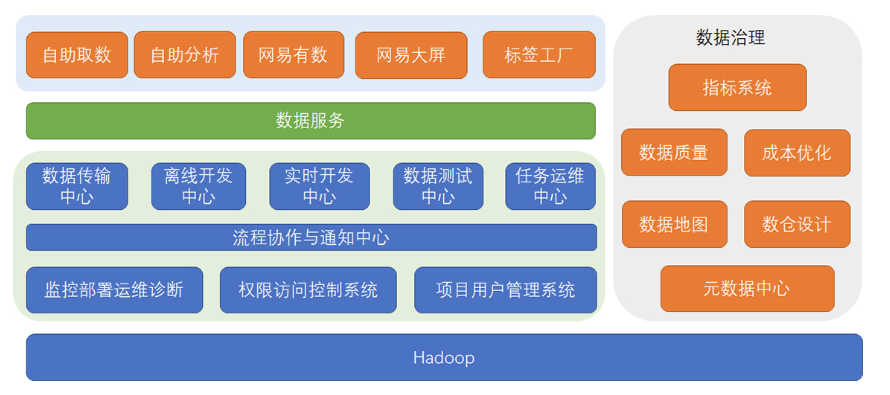 自助取数
自助分析
网易有数
网易大屏
标签工厂
数据服务
数据传输
中心
离线开发
中心
实时开发
中心
数据测试
中心
任务运维
中心
流程协作与通知中心
监控部署运维诊断
权限访问控制系统
项目用户管理系统
数据治理
指标系统
数据质量
成本优化
数据地图
数仓设计
元数据中心
Hadoop